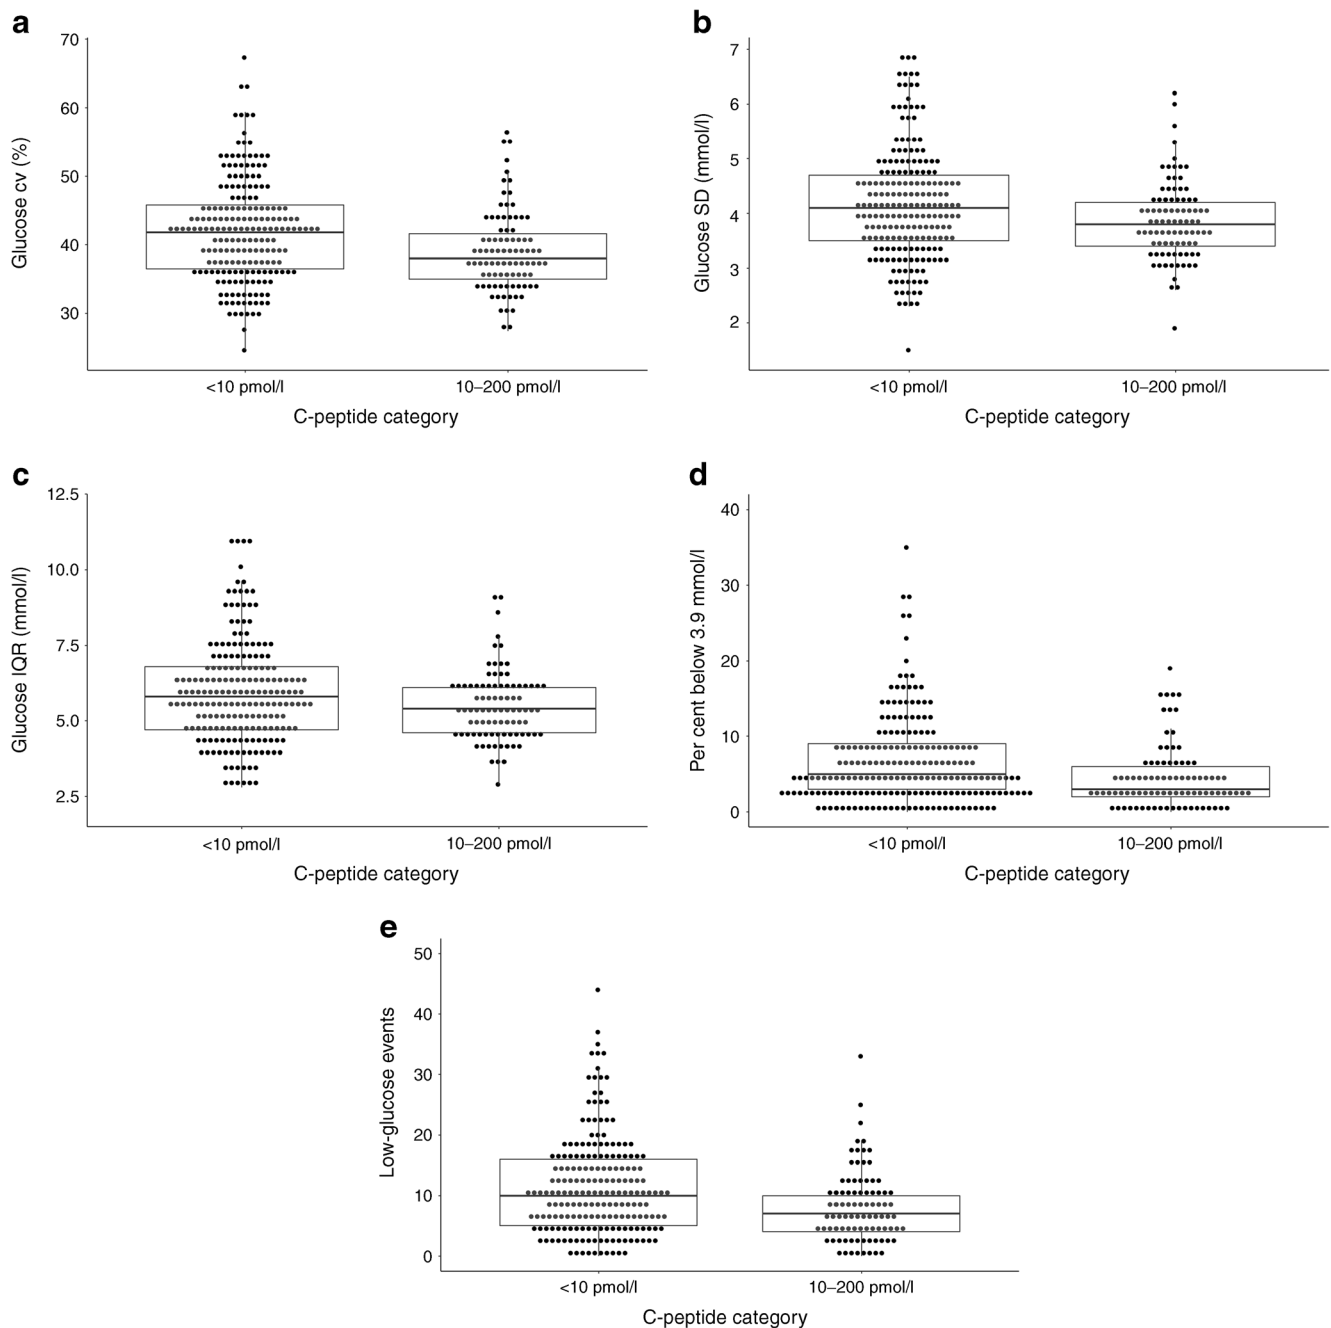 a
70
60
50
40
30
Glucose cv (%)
<10 pmol/l
10–200 pmol/l
C-peptide category
b
7
6
5
4
3
2
Glucose SD (mmol/l)
<10 pmol/l
10–200 pmol/l
C-peptide category
c
12.5
10.0
7.5
5.0
2.5
Glucose IQR (mmol/l)
<10 pmol/l
10–200 pmol/l
C-peptide category
d
40
30
20
10
0
Per cent below 3.9 mmol/l
<10 pmol/l
10–200 pmol/l
C-peptide category
e
50
40
30
20
10
0
Low-glucose events
<10 pmol/l
10–200 pmol/l
C-peptide category